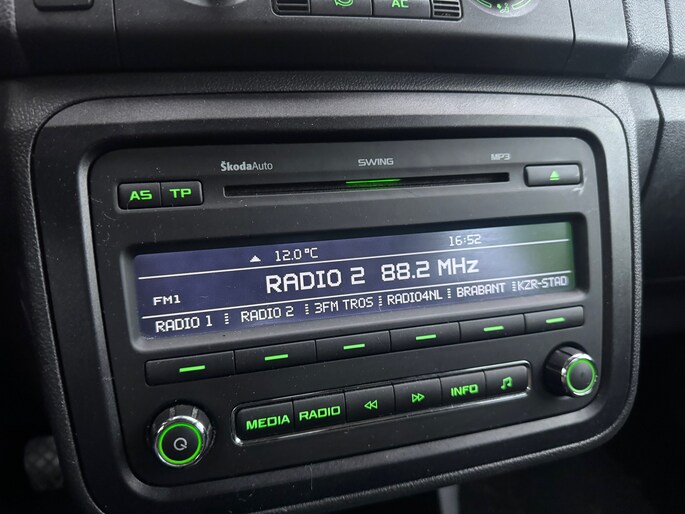 AC
ŠkodaAuto SWING MP3
AS TP
12.0°C 16:52
RADIO 2 88.2 MHz
FM1
RADIO 1 RADIO 2 3FM TROS RADIO4NL BRABANT KZR-STAD
MEDIA RADIO INFO